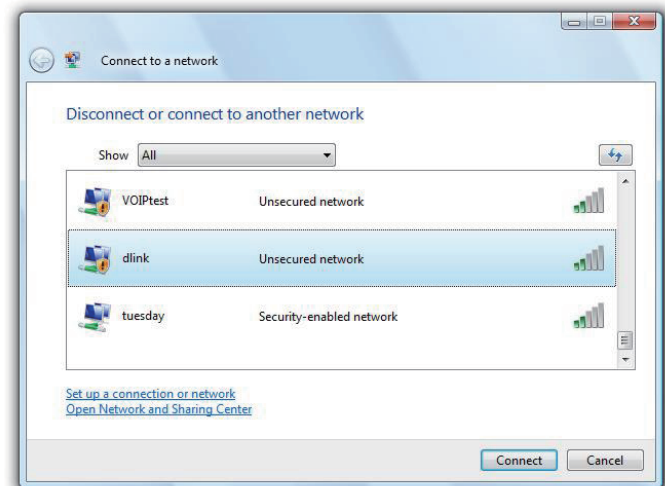 Connect to a network
Disconnect or connect to another network
Show All
VOIPtest Unsecured network
dlink Unsecured network
tuesday Security-enabled network
Set up a connection or network
Open Network and Sharing Center
Connect Cancel